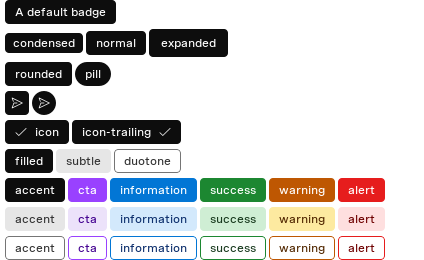 A default badge
condensed normal expanded
rounded pill
icon icon-trailing
filled subtle duotone
accent cta information success warning alert
accent cta information success warning alert
accent cta information success warning alert